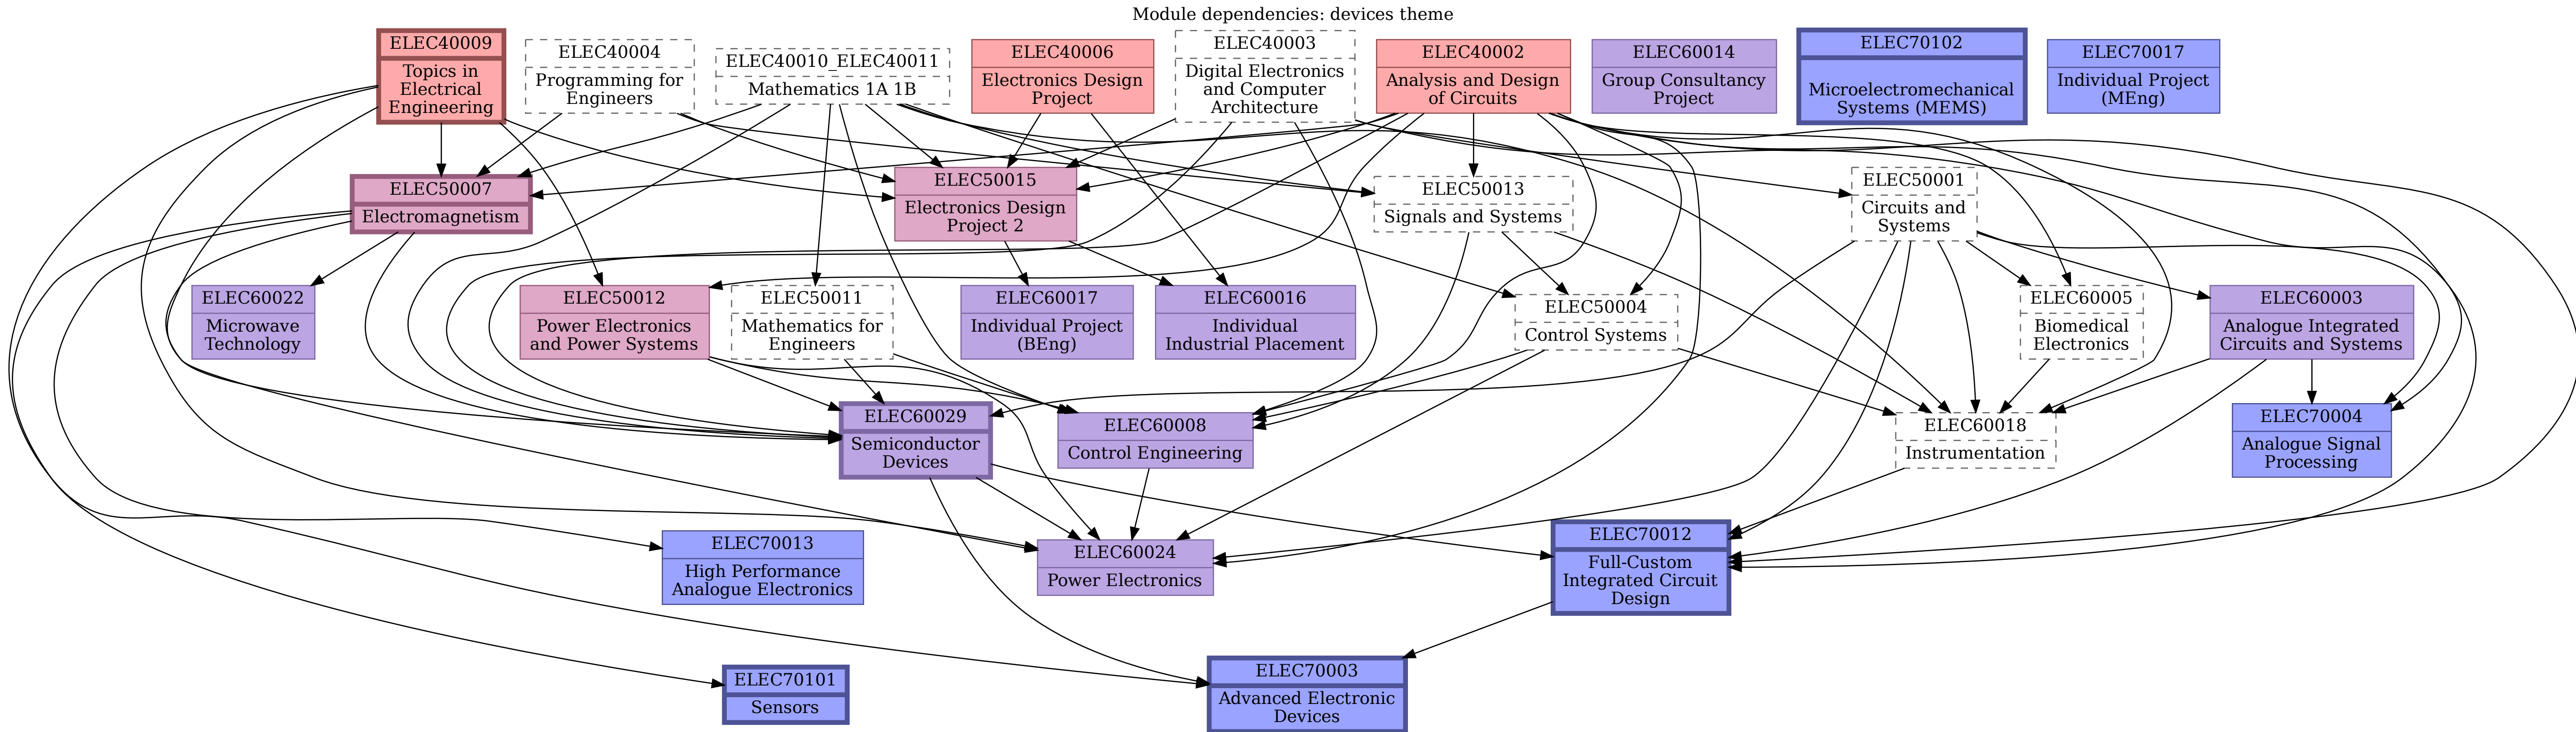 Module dependencies: devices theme
ELEC40009
Topics in
Electrical
Engineering
ELEC40004
Programming for
Engineers
ELEC40010_ELEC40011
Mathematics 1A 1B
ELEC40006
Electronics Design
Project
ELEC40003
Digital Electronics
and Computer
Architecture
ELEC40002
Analysis and Design
of Circuits
ELEC60014
Group Consultancy
Project
ELEC70102
Microelectromechanical
Systems (MEMS)
ELEC70017
Individual Project
(MEng)
ELEC50007
Electromagnetism
ELEC50015
Electronics Design
Project 2
ELEC50013
Signals and Systems
ELEC50001
Circuits and
Systems
ELEC60022
Microwave
Technology
ELEC50012
Power Electronics
and Power Systems
ELEC50011
Mathematics for
Engineers
ELEC60017
Individual Project
(BEng)
ELEC60016
Individual
Industrial Placement
ELEC50004
Control Systems
ELEC60005
Biomedical
Electronics
ELEC60003
Analogue Integrated
Circuits and Systems
ELEC60029
Semiconductor
Devices
ELEC60008
Control Engineering
ELEC60018
Instrumentation
ELEC70004
Analogue Signal
Processing
ELEC70013
High Performance
Analogue Electronics
ELEC60024
Power Electronics
ELEC70012
Full-Custom
Integrated Circuit
Design
ELEC70101
Sensors
ELEC70003
Advanced Electronic
Devices